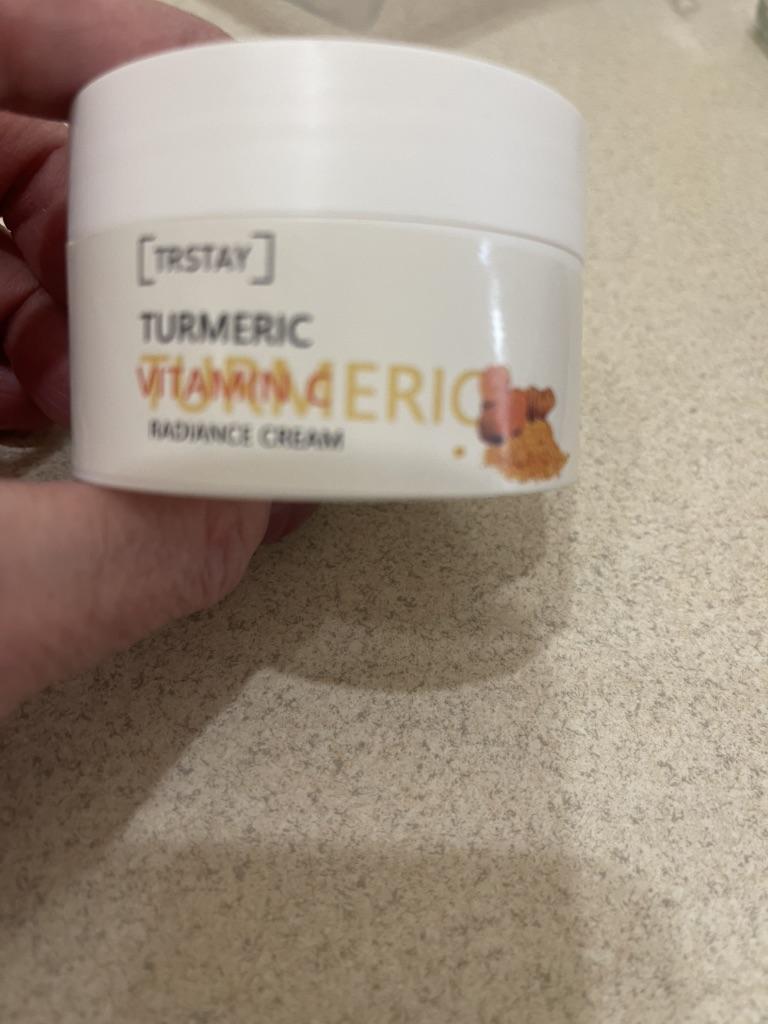 [TRSTAY]
TURMERIC
TURMERIC
VITAMIN C
RADIANCE CREAM